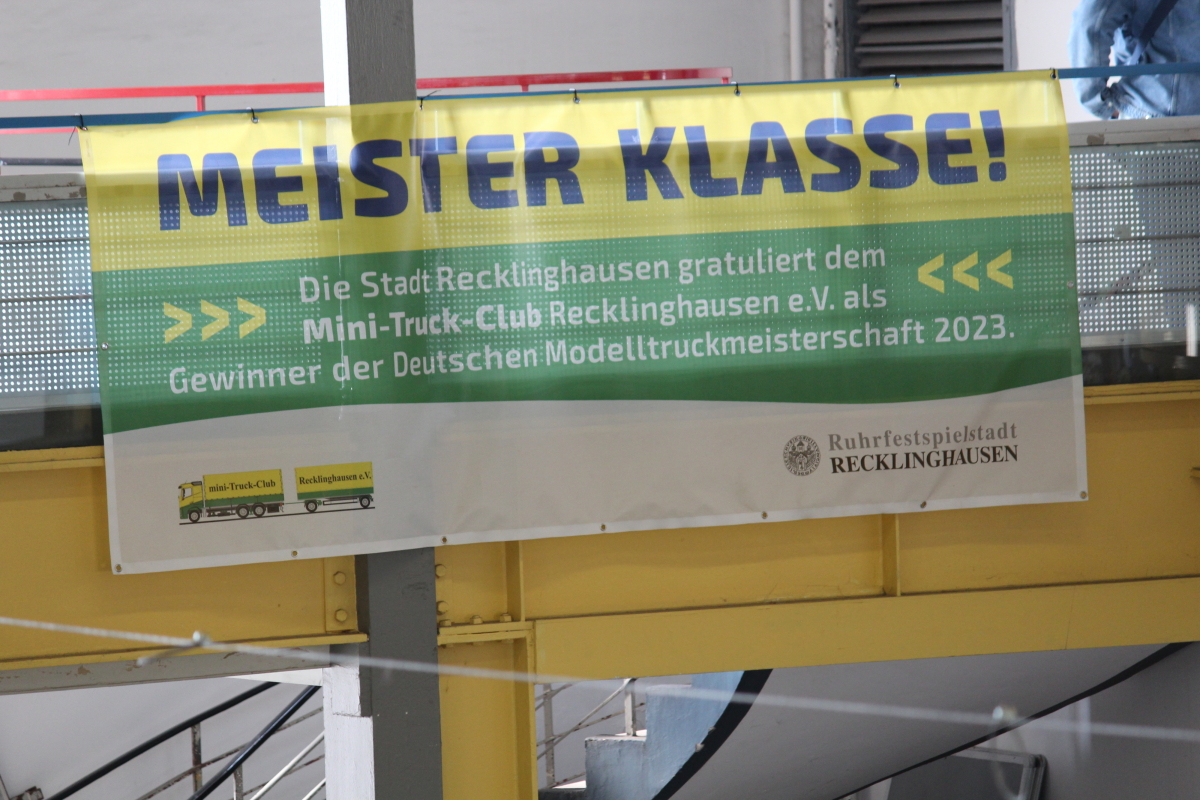 MEISTER KLASSE!
Die Stadt Recklinghausen gratuliert dem
>>> Mini-Truck-Club Recklinghausen e.V. als <<<
Gewinner der Deutschen Modelltruckmeisterschaft 2023.
mini-Truck-Club Recklinghausen e.V.
Ruhrfestspielstadt
RECKLINGHAUSEN